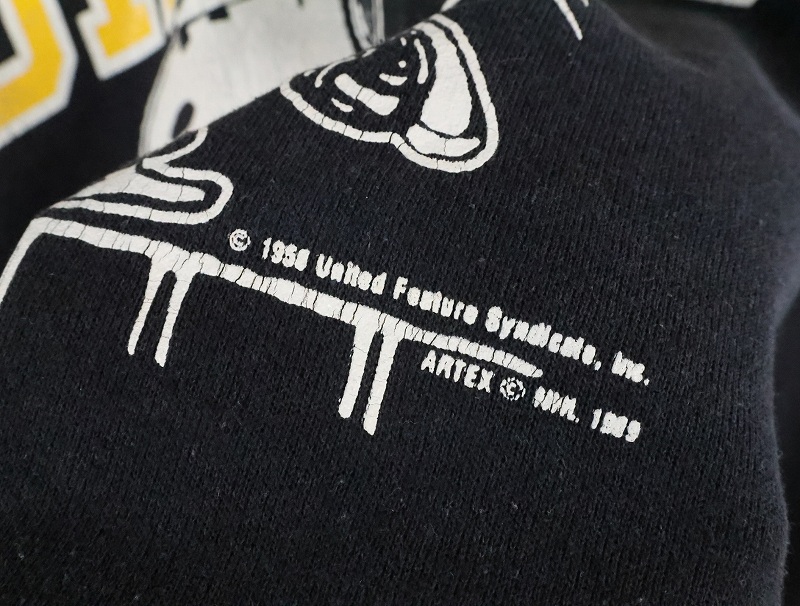 © 1958 United Feature Syndicate, Inc.
ARTEX © NHL 1989